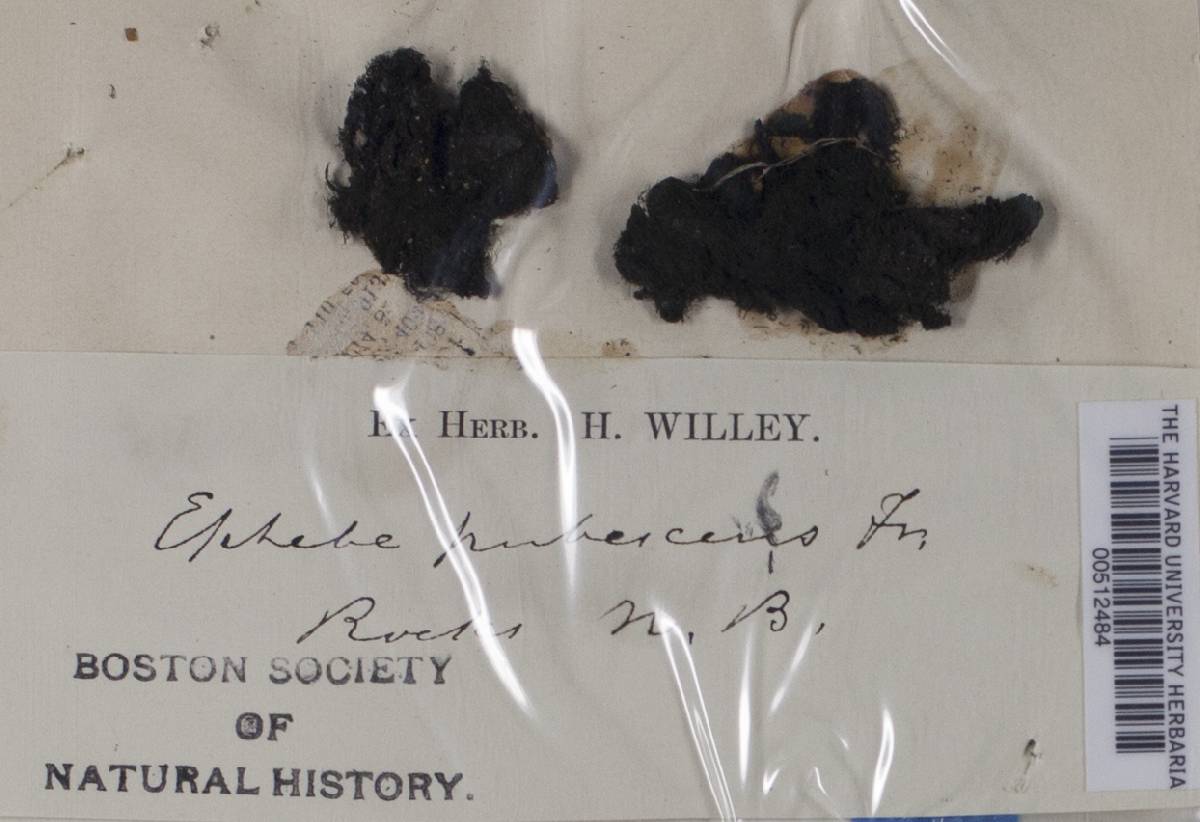 Ex Herb. H. WILLEY.
Ephebe pubescens Fr.
Rocks N. B.
BOSTON SOCIETY
OF
NATURAL HISTORY.
THE HARVARD UNIVERSITY HERBARIA
00512484